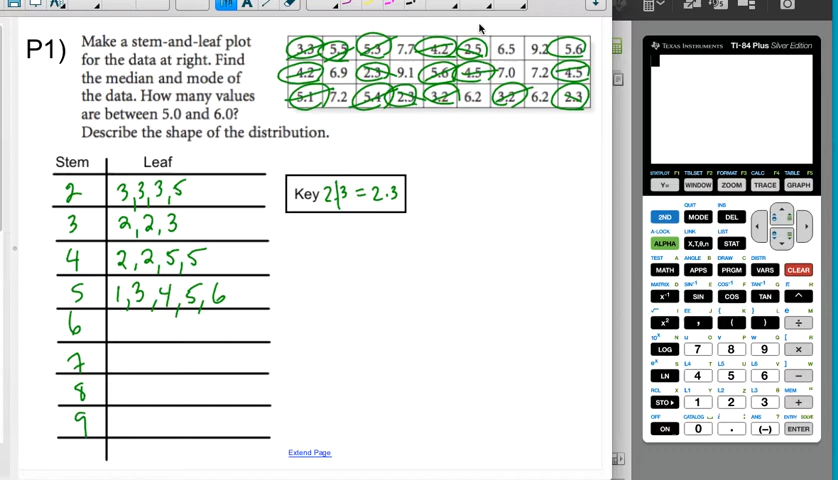 P1)
Make a stem-and-leaf plot
for the data at right. Find
the median and mode of
the data. How many values
are between 5.0 and 6.0?
Describe the shape of the distribution.
3.3 5.5 5.3 7.7 4.2 2.5 6.5 9.2 5.6
4.2 6.9 2.3 9.1 5.6 4.5 7.0 7.2 4.5
5.1 7.2 5.4 2.3 3.2 6.2 3.2 6.2 2.3
Stem Leaf
2 3,3,3,5
3 2,2,3
4 2,2,5,5
5 1,3,4,5,6
6
7
8
9
Key 2|3 = 2.3
Extend Page
TEXAS INSTRUMENTS TI-84 Plus Silver Edition
STATPLOT F1 TBLSET F2 FORMAT F3 CALC F4 TABLE F5
Y= WINDOW ZOOM TRACE GRAPH
QUIT INS
2ND MODE DEL
A-LOCK LINK LIST
ALPHA X,T,θ,n STAT
TEST A ANGLE B DRAW C DISTR
MATH APPS PRGM VARS CLEAR
MATRIX D SIN⁻¹ E COS⁻¹ F TAN⁻¹ G π H
x⁻¹ SIN COS TAN ^
x² , ( ) ÷
LOG 7 8 9 ×
LN 4 5 6 −
RCL X L1 Y L2 Z L3 MEM "
STO▸ 1 2 3 +
OFF CATALOG i ANS ? ENTRY SOLVE
ON 0 . (−) ENTER